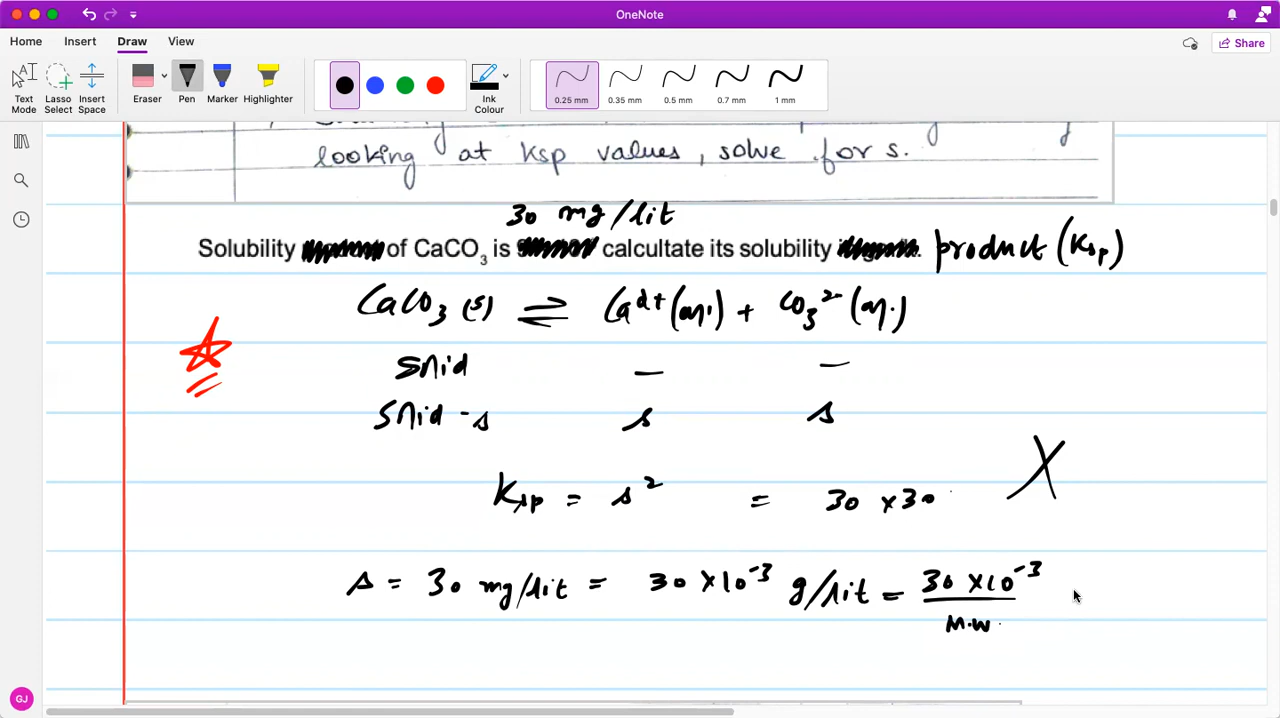 OneNote
Home Insert Draw View
Share
Text Mode Lasso Select Insert Space Eraser Pen Marker Highlighter Ink Colour 0.25 mm 0.35 mm 0.5 mm 0.7 mm 1 mm
looking at Ksp values, solve for s.
30 mg/lit
Solubility of CaCO₃ is calcultate its solubility product (Ksp)
CaCO₃ (s) ⇌ Ca²⁺ (aq.) + CO₃²⁻ (aq.)
Solid — —
Solid - s s s
Ksp = s² = 30 × 30
s = 30 mg/lit = 30 × 10⁻³ g/lit = 30 × 10⁻³ / M.W.
GJ